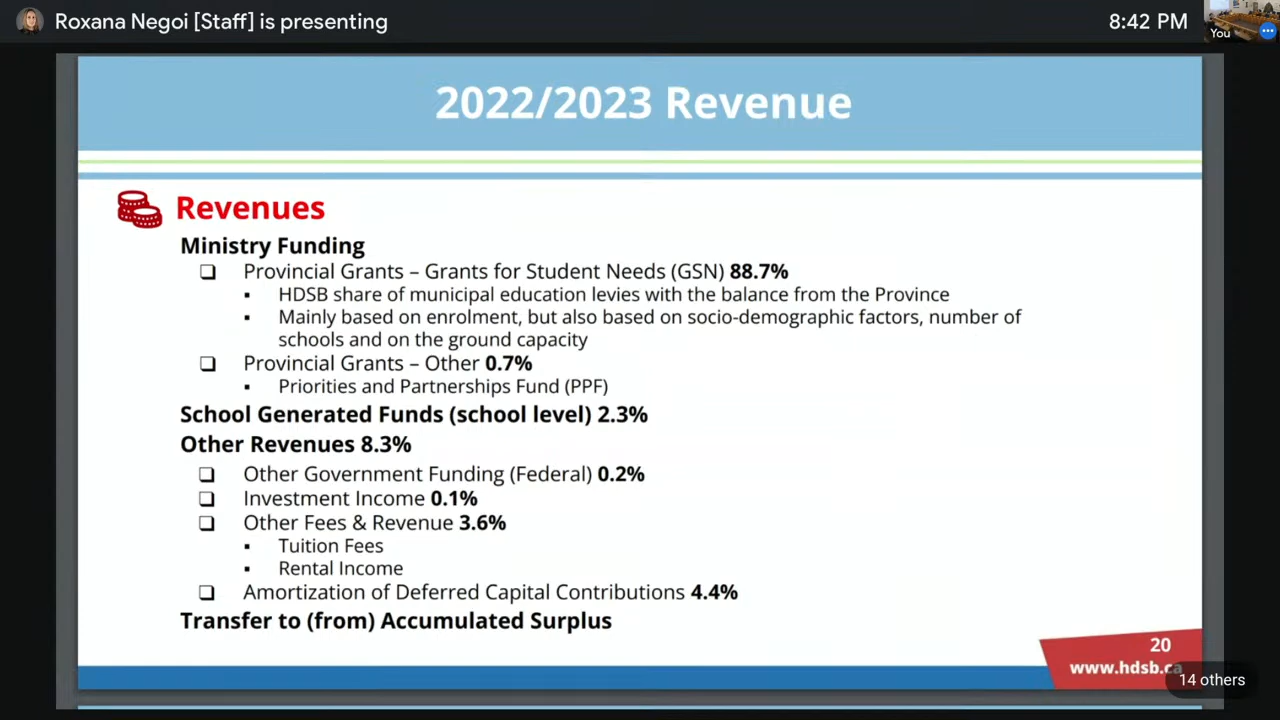 Roxana Negoi [Staff] is presenting
8:42 PM
You
2022/2023 Revenue
Revenues
Ministry Funding
Provincial Grants – Grants for Student Needs (GSN) 88.7%
HDSB share of municipal education levies with the balance from the Province
Mainly based on enrolment, but also based on socio-demographic factors, number of
schools and on the ground capacity
Provincial Grants – Other 0.7%
Priorities and Partnerships Fund (PPF)
School Generated Funds (school level) 2.3%
Other Revenues 8.3%
Other Government Funding (Federal) 0.2%
Investment Income 0.1%
Other Fees & Revenue 3.6%
Tuition Fees
Rental Income
Amortization of Deferred Capital Contributions 4.4%
Transfer to (from) Accumulated Surplus
20
www.hdsb.ca
14 others